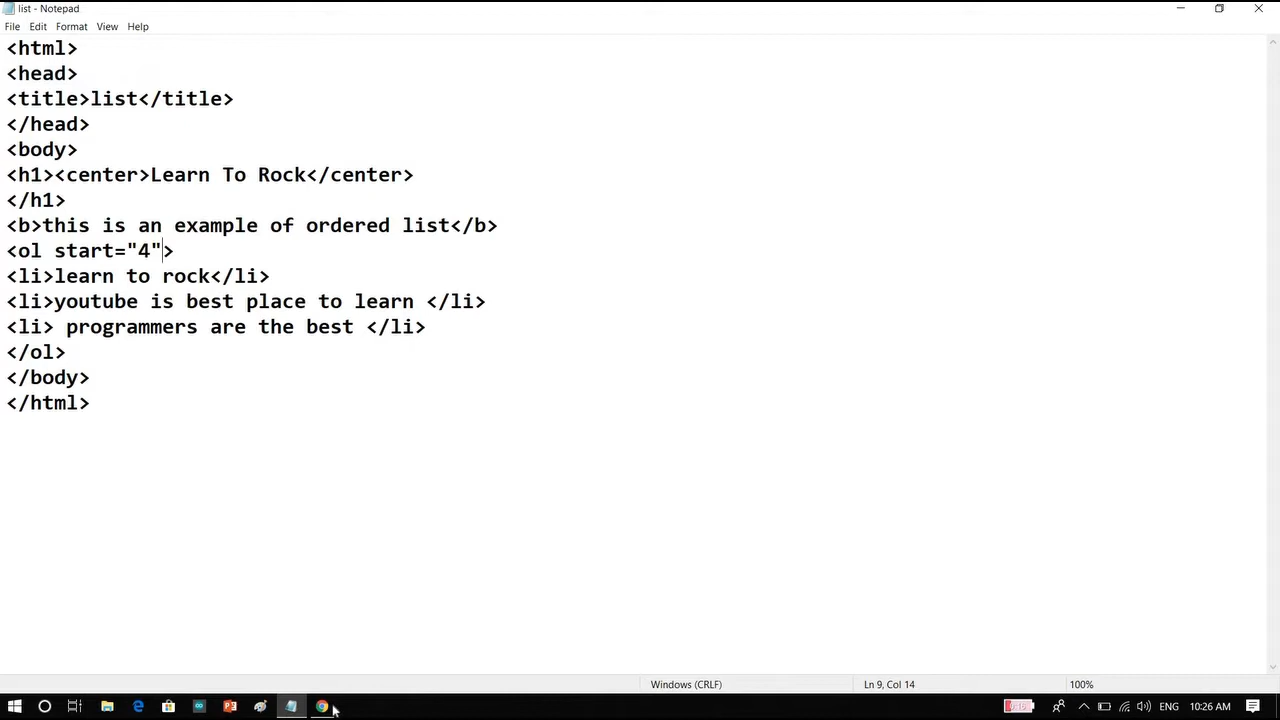 list - Notepad
File Edit Format View Help
<html>
<head>
<title>list</title>
</head>
<body>
<h1><center>Learn To Rock</center>
</h1>
<b>this is an example of ordered list</b>
<ol start="4">
<li>learn to rock</li>
<li>youtube is best place to learn </li>
<li> programmers are the best </li>
</ol>
</body>
</html>
Windows (CRLF) Ln 9, Col 14 100%
ENG 10:26 AM